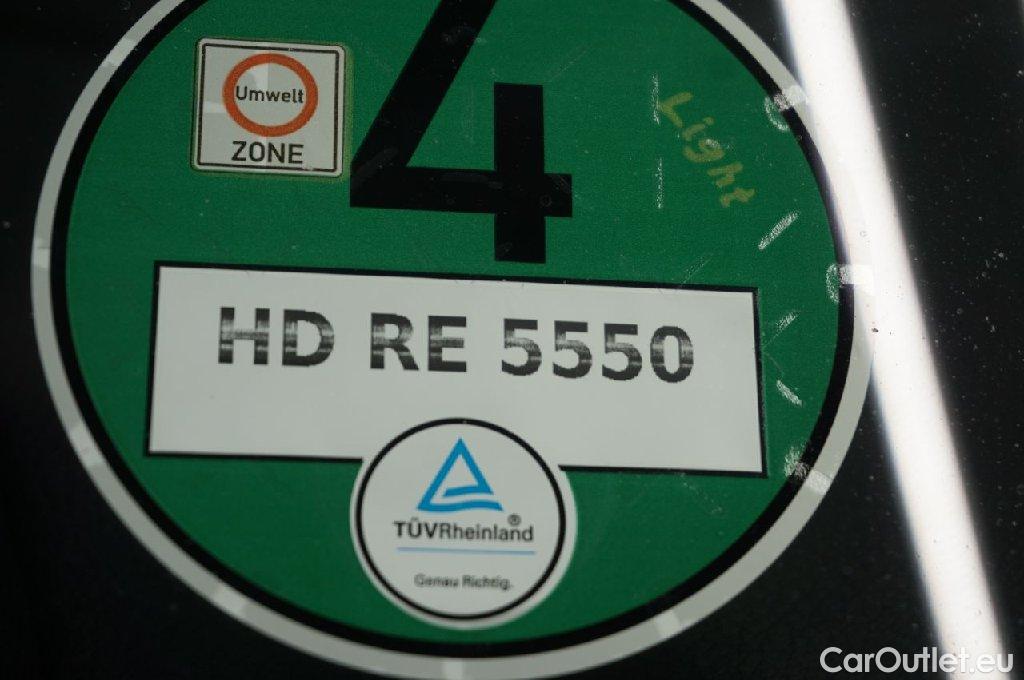 4
Umwelt
ZONE
Light
HD RE 5550
TÜVRheinland®
Genau Richtig.
CarOutlet.eu